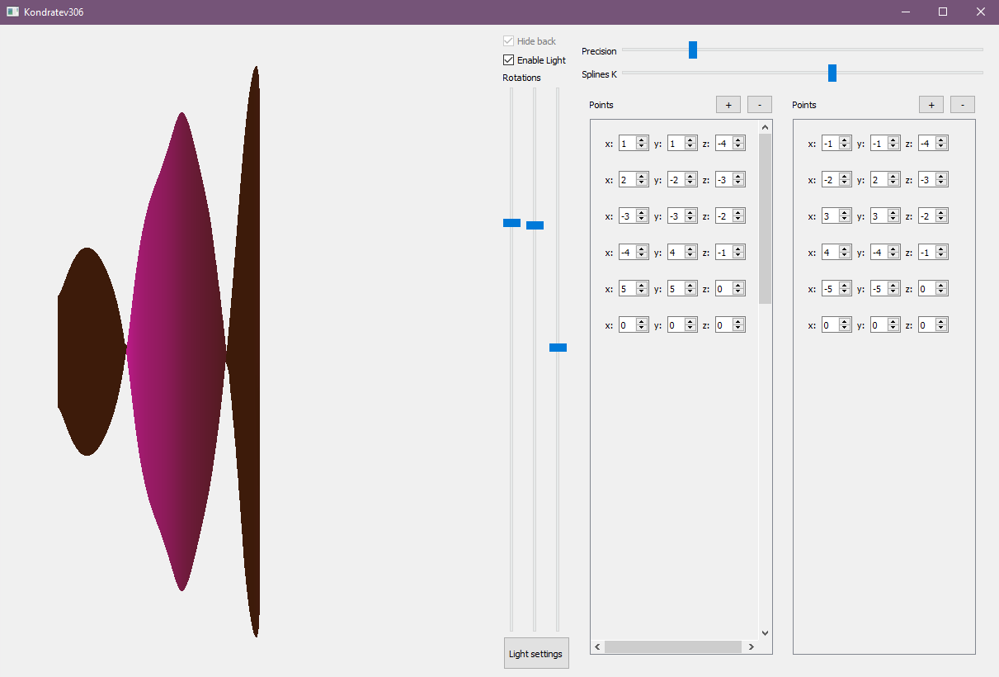 Kondratev306
Hide back
Enable Light
Rotations
Precision
Splines K
Points + -
x: 1 y: 1 z: -4
x: 2 y: -2 z: -3
x: -3 y: -3 z: -2
x: -4 y: 4 z: -1
x: 5 y: 5 z: 0
x: 0 y: 0 z: 0
Points + -
x: -1 y: -1 z: -4
x: -2 y: 2 z: -3
x: 3 y: 3 z: -2
x: 4 y: -4 z: -1
x: -5 y: -5 z: 0
x: 0 y: 0 z: 0
Light settings